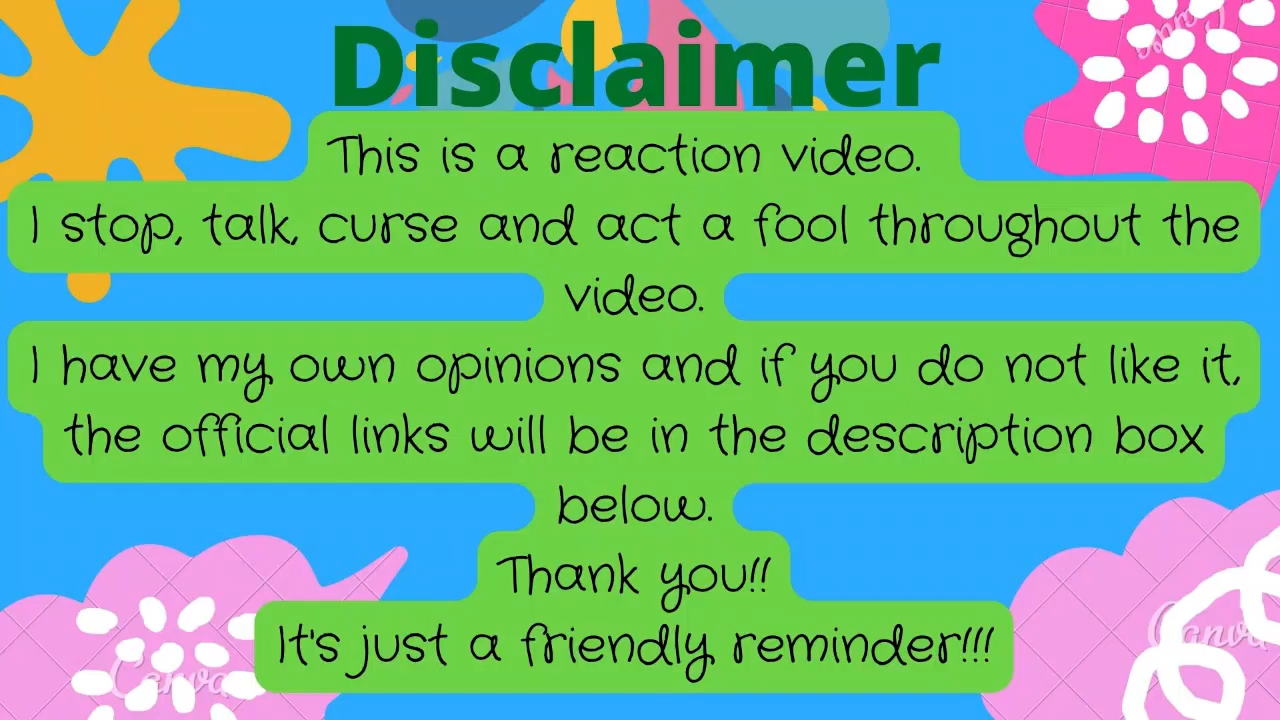 Disclaimer
This is a reaction video.
I stop, talk, curse and act a fool throughout the
video.
I have my own opinions and if you do not like it,
the official links will be in the description box
below.
Thank you!!
It's just a friendly reminder!!!
Canva
Canva